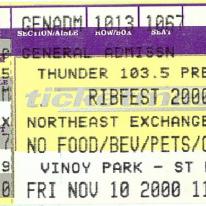 GENADM 1013 1067
SECTION/AISLE ROW/BOX SEAT
GENERAL ADMISSN
THUNDER 103.5 PRE
RIBFEST 2000
NORTHEAST EXCHANGE
NO FOOD/BEV/PETS/C
VINOY PARK - ST
FRI NOV 10 2000 11